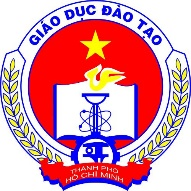 GIÁO DỤC ĐÀO TẠO
THÀNH PHỐ
HỒ CHÍ MINH